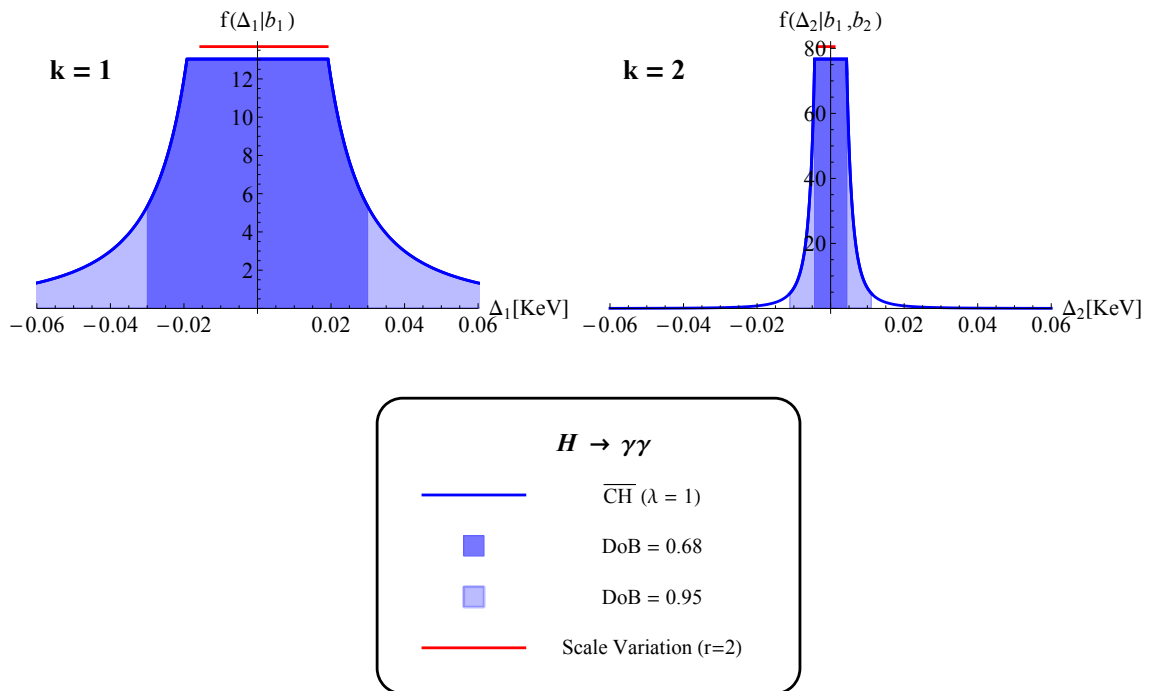 f(Δ₁|b₁)
k = 1
12
10
8
6
4
2
−0.06 −0.04 −0.02 0.02 0.04 0.06 Δ₁[KeV]
f(Δ₂|b₁,b₂)
k = 2
80
60
40
20
−0.06 −0.04 −0.02 0.02 0.04 0.06 Δ₂[KeV]
H → γγ
C̅H̅ (λ = 1)
DoB = 0.68
DoB = 0.95
Scale Variation (r=2)